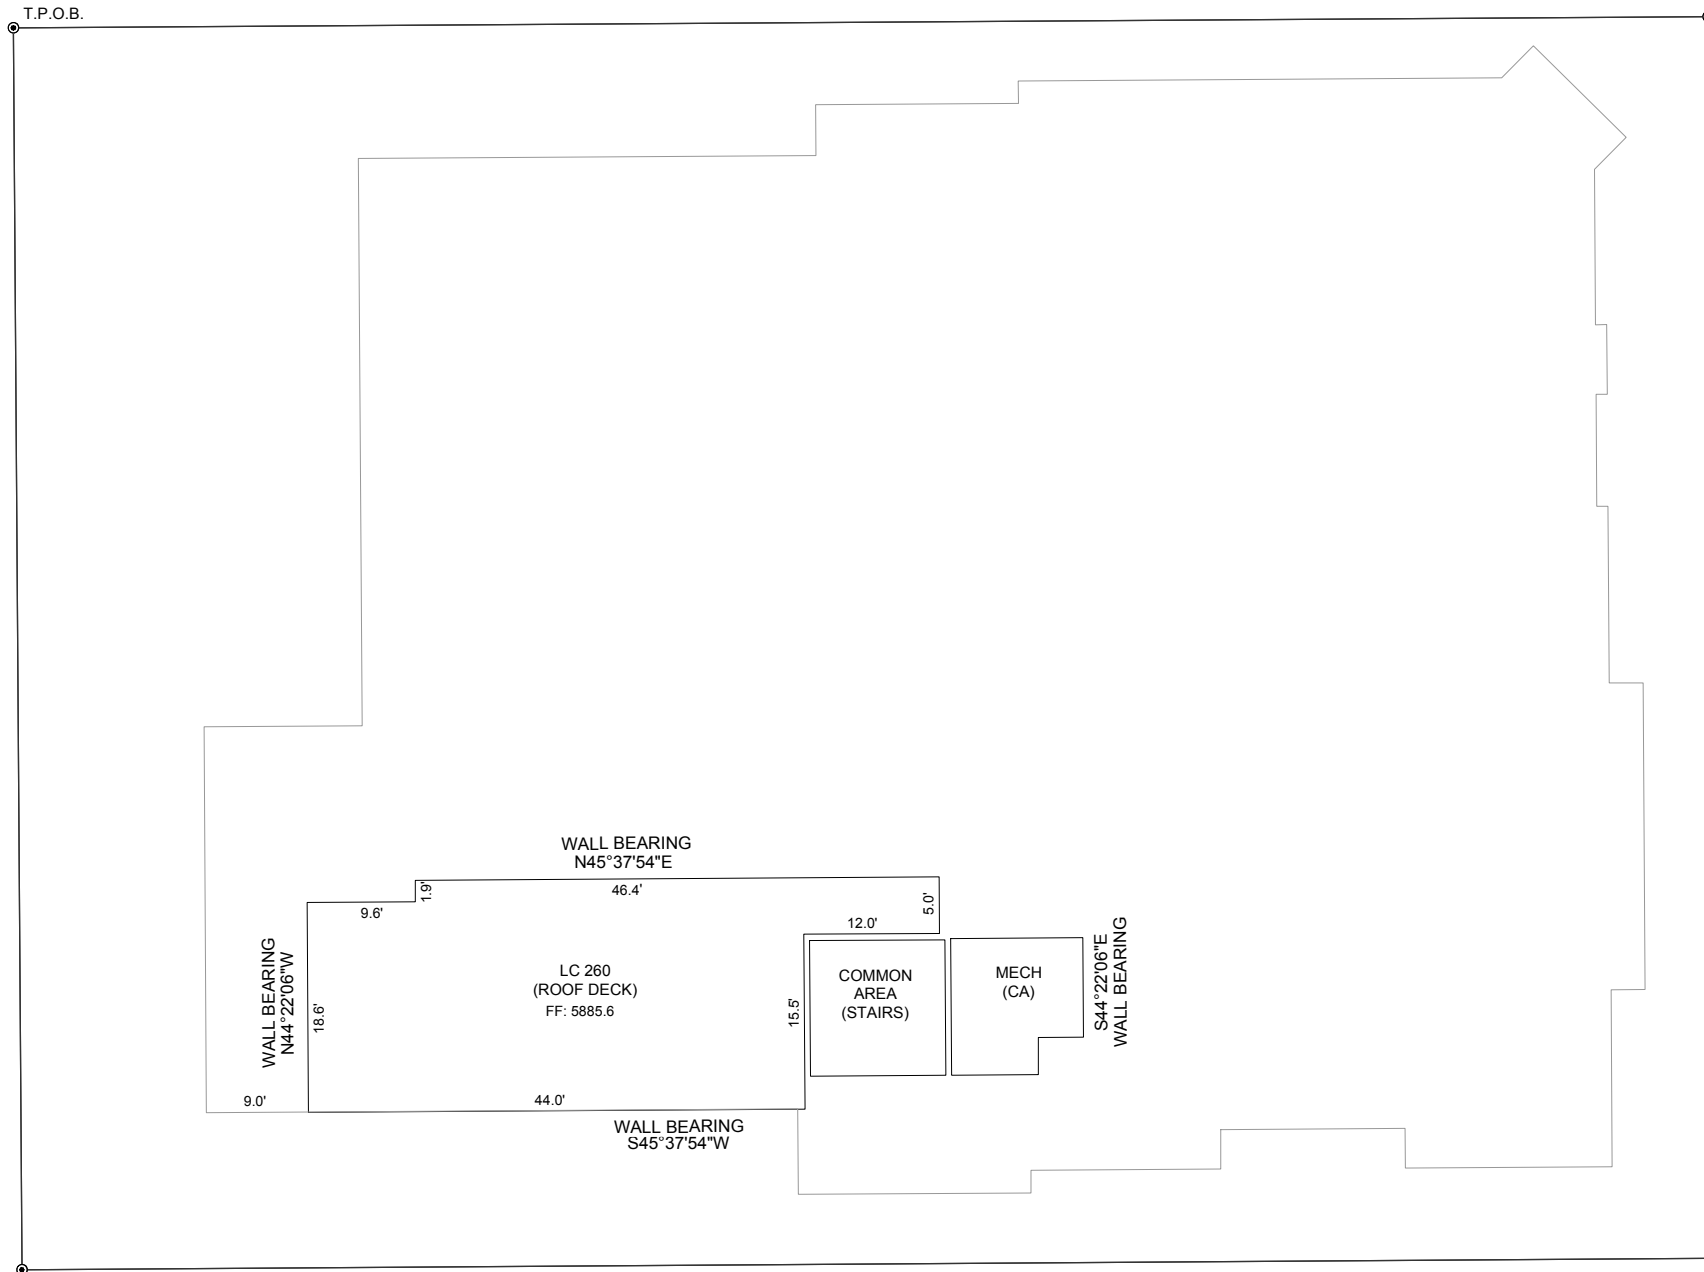 T.P.O.B.
WALL BEARING
N45°37'54"E
46.4'
1.9'
9.6'
5.0'
12.0'
WALL BEARING
N44°22'06"W
18.6'
LC 260
(ROOF DECK)
FF: 5885.6
15.5'
COMMON
AREA
(STAIRS)
MECH
(CA)
S44°22'06"E
WALL BEARING
9.0'
44.0'
WALL BEARING
S45°37'54"W